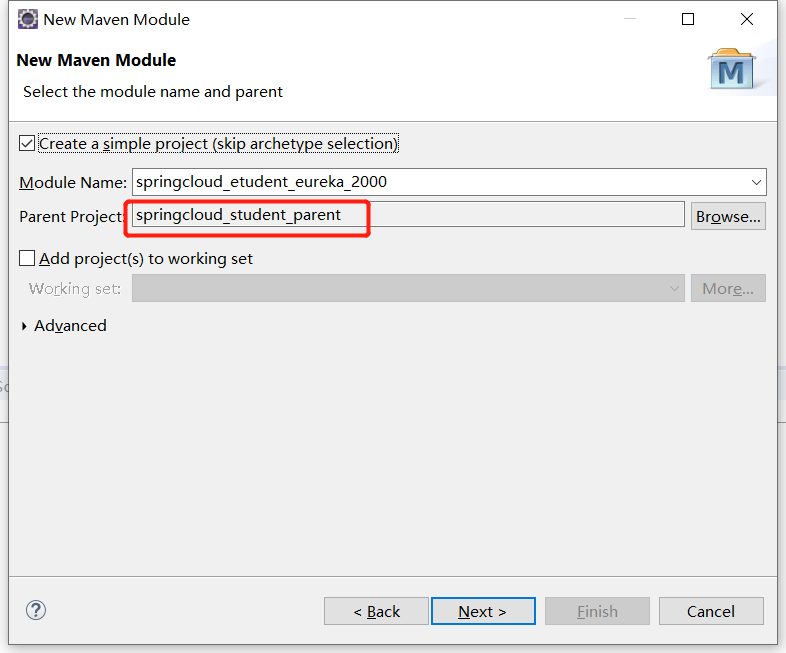 New Maven Module
New Maven Module
Select the module name and parent
M
Create a simple project (skip archetype selection)
Module Name: springcloud_etudent_eureka_2000
Parent Project: springcloud_student_parent Browse...
Add project(s) to working set
Working set: More...
Advanced
? < Back Next > Finish Cancel